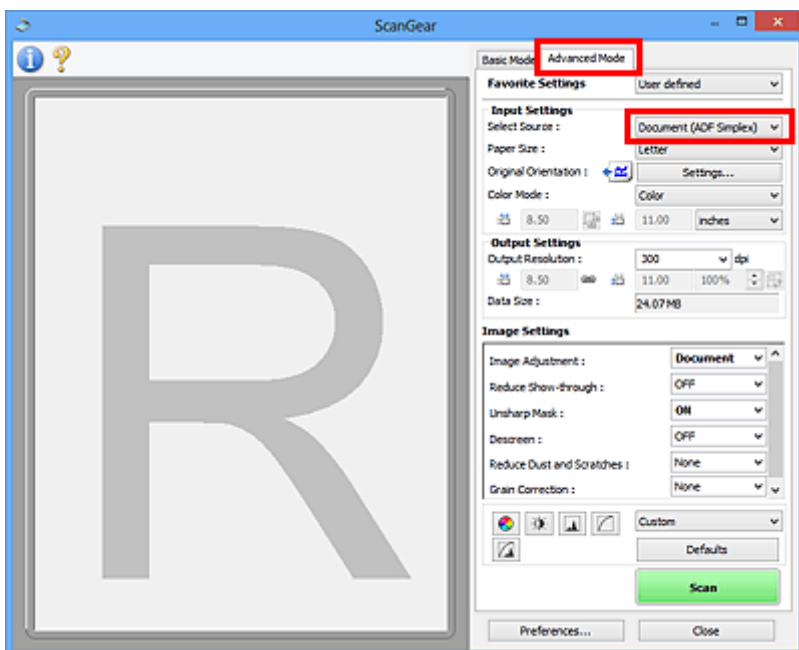 ScanGear
Basic Mode Advanced Mode
Favorite Settings User defined
Input Settings
Select Source : Document (ADF Simplex)
Paper Size : Letter
Original Orientation : Settings...
Color Mode : Color
8.50 11.00 inches
Output Settings
Output Resolution : 300 dpi
8.50 11.00 100%
Data Size : 24.07MB
Image Settings
Image Adjustment : Document
Reduce Show-through : OFF
Unsharp Mask : ON
Descreen : OFF
Reduce Dust and Scratches : None
Grain Correction : None
Custom
Defaults
Scan
Preferences... Close
R